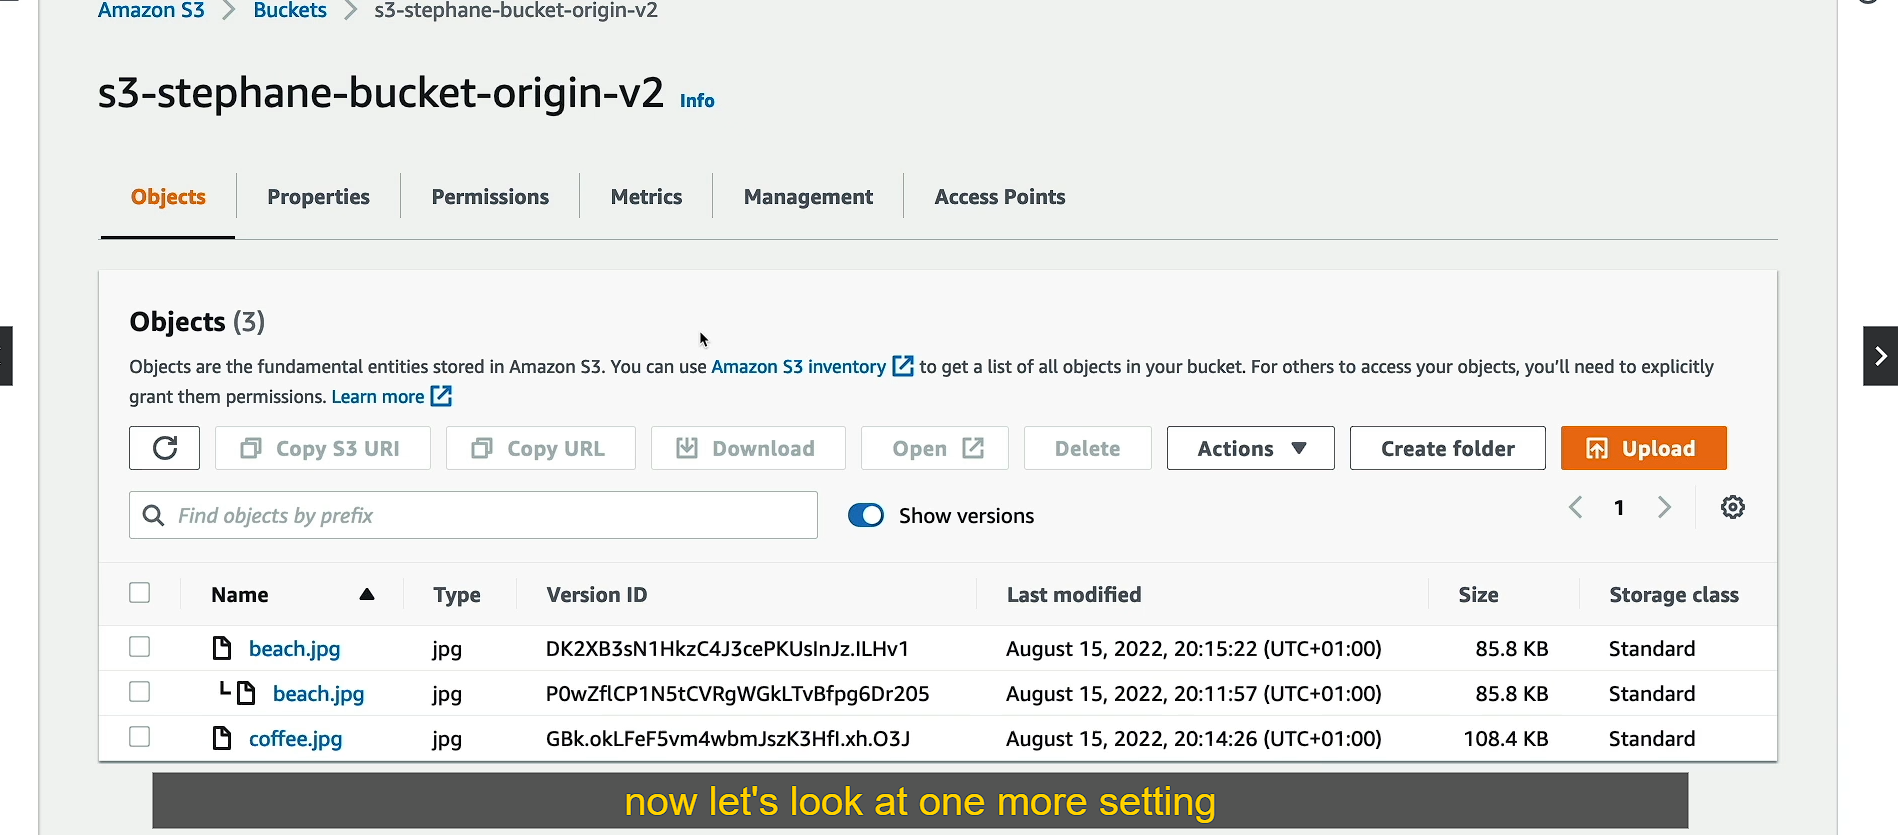 Amazon S3 > Buckets > s3-stephane-bucket-origin-v2
s3-stephane-bucket-origin-v2 Info
Objects Properties Permissions Metrics Management Access Points
Objects (3)
Objects are the fundamental entities stored in Amazon S3. You can use Amazon S3 inventory to get a list of all objects in your bucket. For others to access your objects, you'll need to explicitly
grant them permissions. Learn more
Copy S3 URI Copy URL Download Open Delete Actions Create folder Upload
Find objects by prefix Show versions 1
Name Type Version ID Last modified Size Storage class
beach.jpg jpg DK2XB3sN1HkzC4J3cePKUsInJz.ILHv1 August 15, 2022, 20:15:22 (UTC+01:00) 85.8 KB Standard
beach.jpg jpg P0wZflCP1N5tCVRgWGkLTvBfpg6Dr205 August 15, 2022, 20:11:57 (UTC+01:00) 85.8 KB Standard
coffee.jpg jpg GBk.okLFeF5vm4wbmJszK3HfI.xh.O3J August 15, 2022, 20:14:26 (UTC+01:00) 108.4 KB Standard
now let's look at one more setting